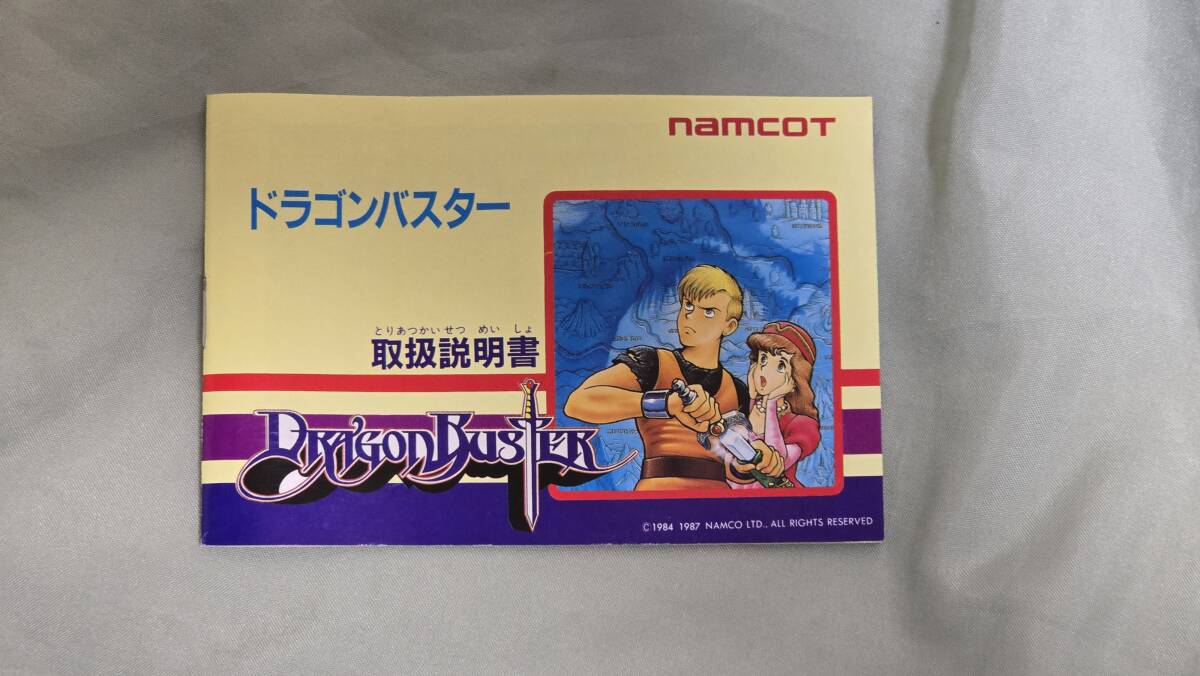 namcoT
ドラゴンバスター
とりあつかいせつ めい しょ
取扱説明書
DRAGON BUSTER
© 1984 1987 NAMCO LTD., ALL RIGHTS RESERVED